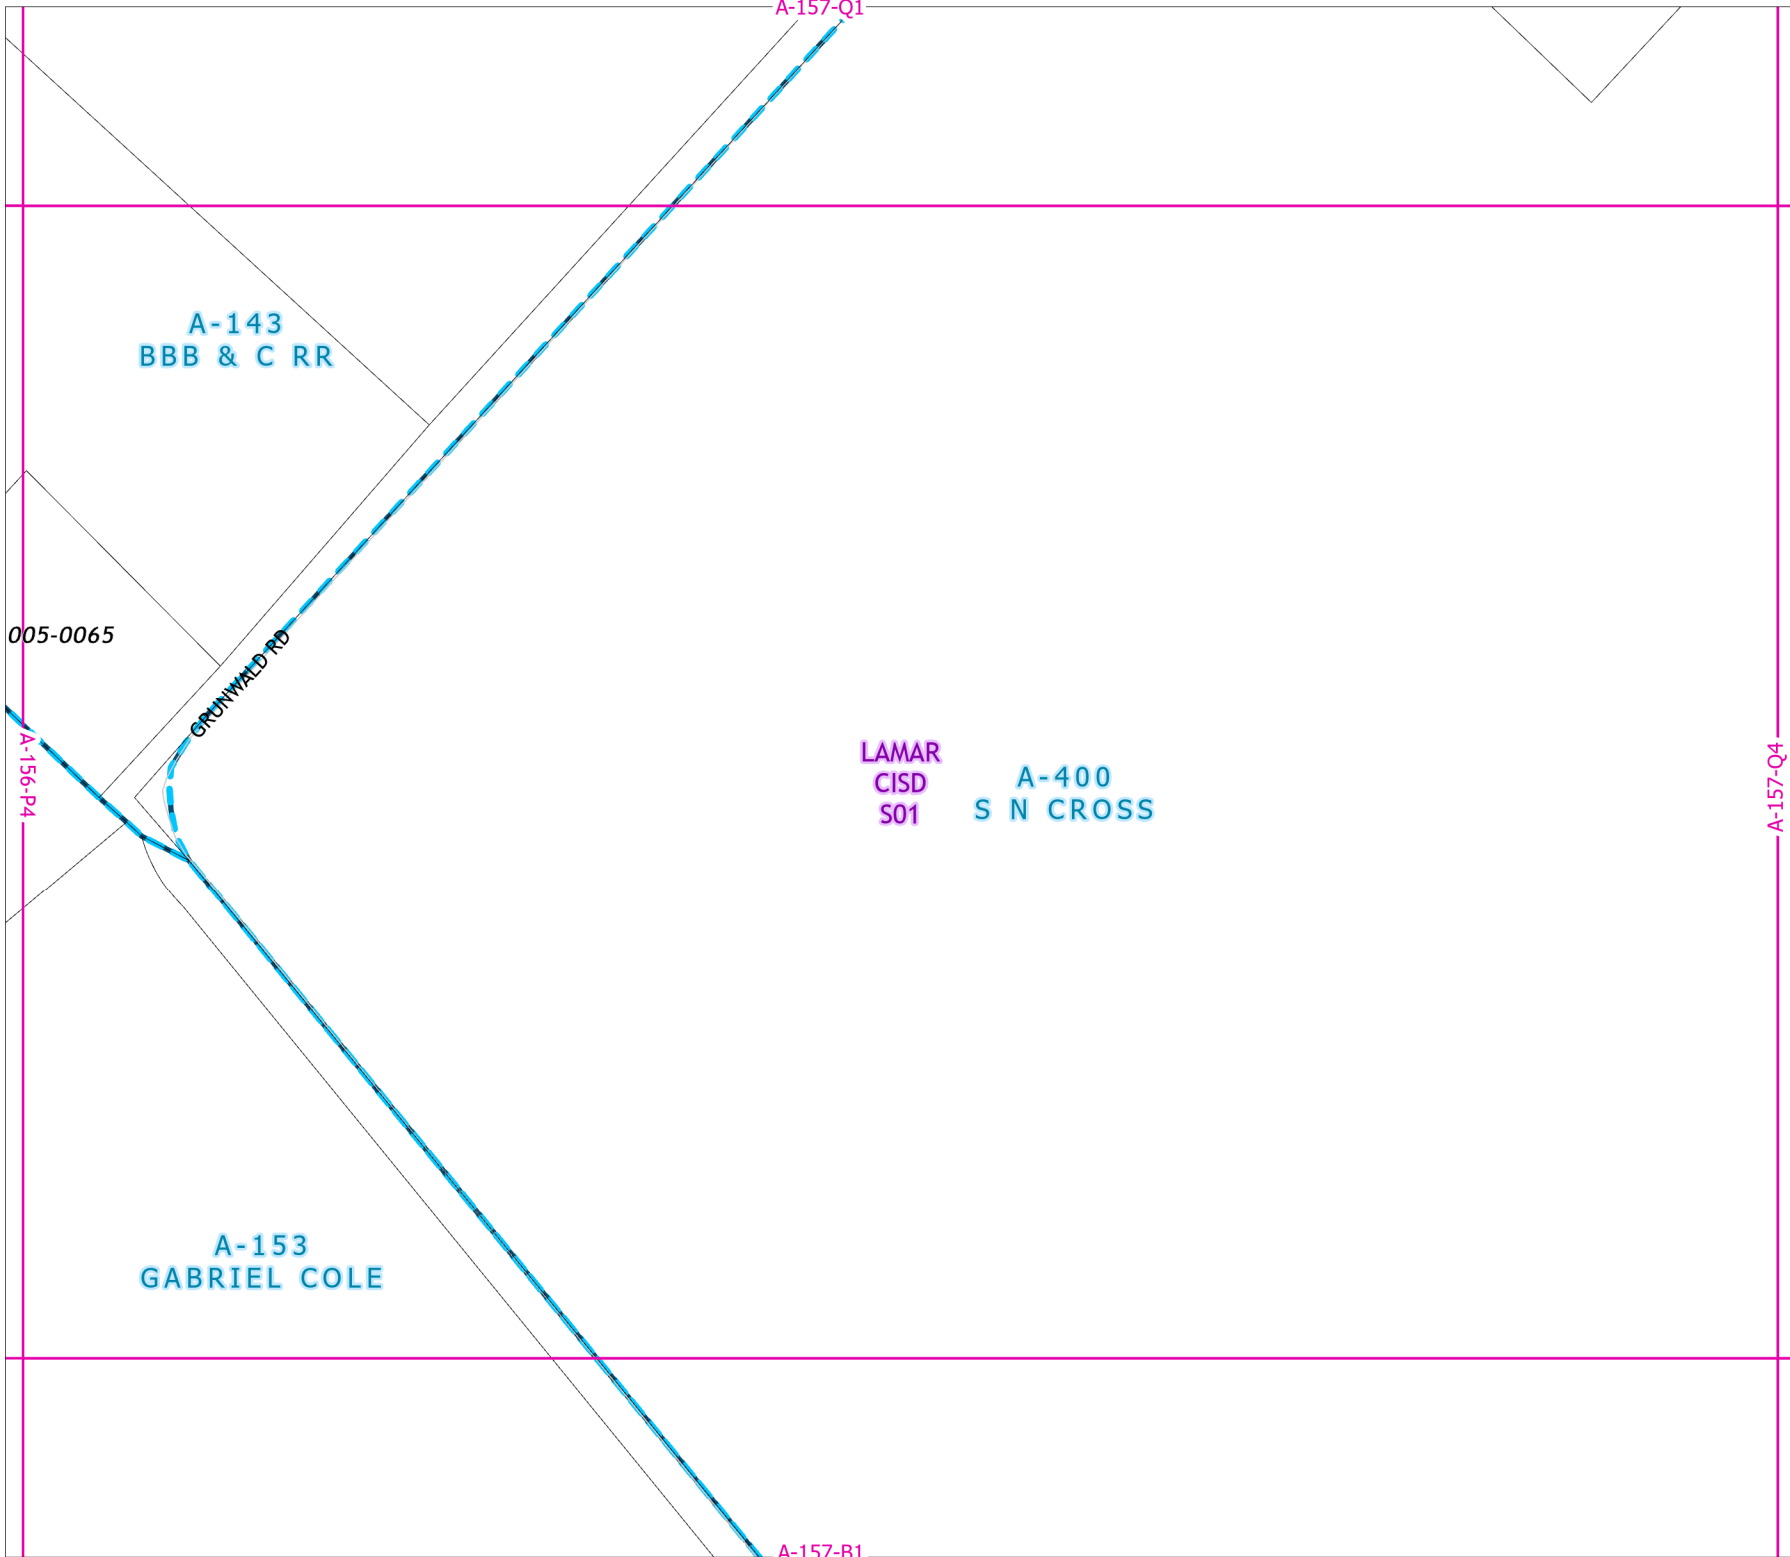 A-157-Q1
A-143
BBB & C RR
005-0065
GRUNWALD RD
A-156-P4
LAMAR
CISD
S01
A-400
S N CROSS
A-157-Q4
A-153
GABRIEL COLE
A-157-B1